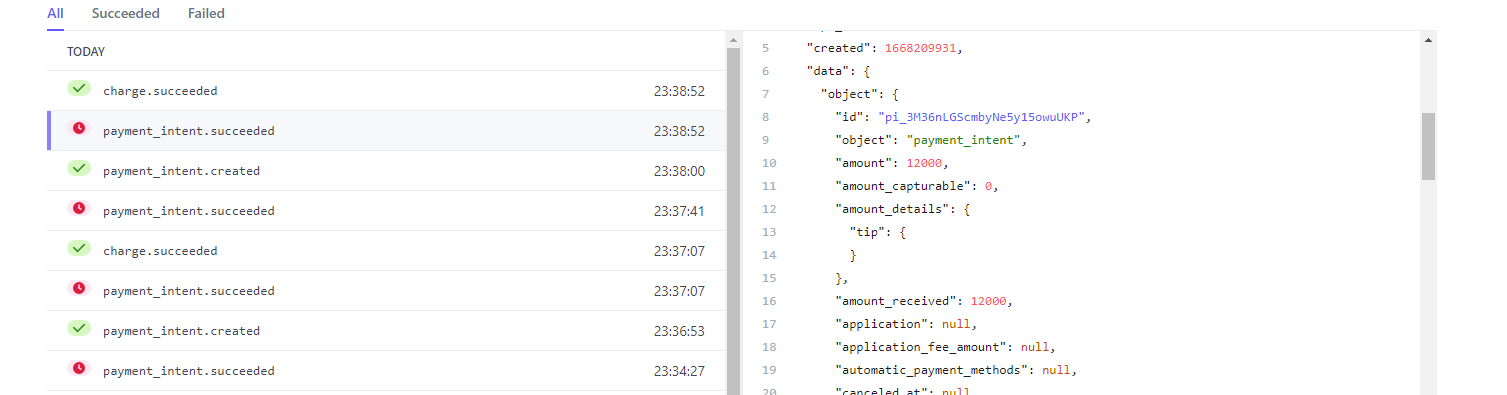 All Succeeded Failed
TODAY
charge.succeeded 23:38:52
payment_intent.succeeded 23:38:52
payment_intent.created 23:38:00
payment_intent.succeeded 23:37:41
charge.succeeded 23:37:07
payment_intent.succeeded 23:37:07
payment_intent.created 23:36:53
payment_intent.succeeded 23:34:27
5 "created": 1668209931,
6 "data": {
7 "object": {
8 "id": "pi_3M36nLGScmbyNe5y15owuUKP",
9 "object": "payment_intent",
10 "amount": 12000,
11 "amount_capturable": 0,
12 "amount_details": {
13 "tip": {
14 }
15 },
16 "amount_received": 12000,
17 "application": null,
18 "application_fee_amount": null,
19 "automatic_payment_methods": null,
20 "canceled_at": null